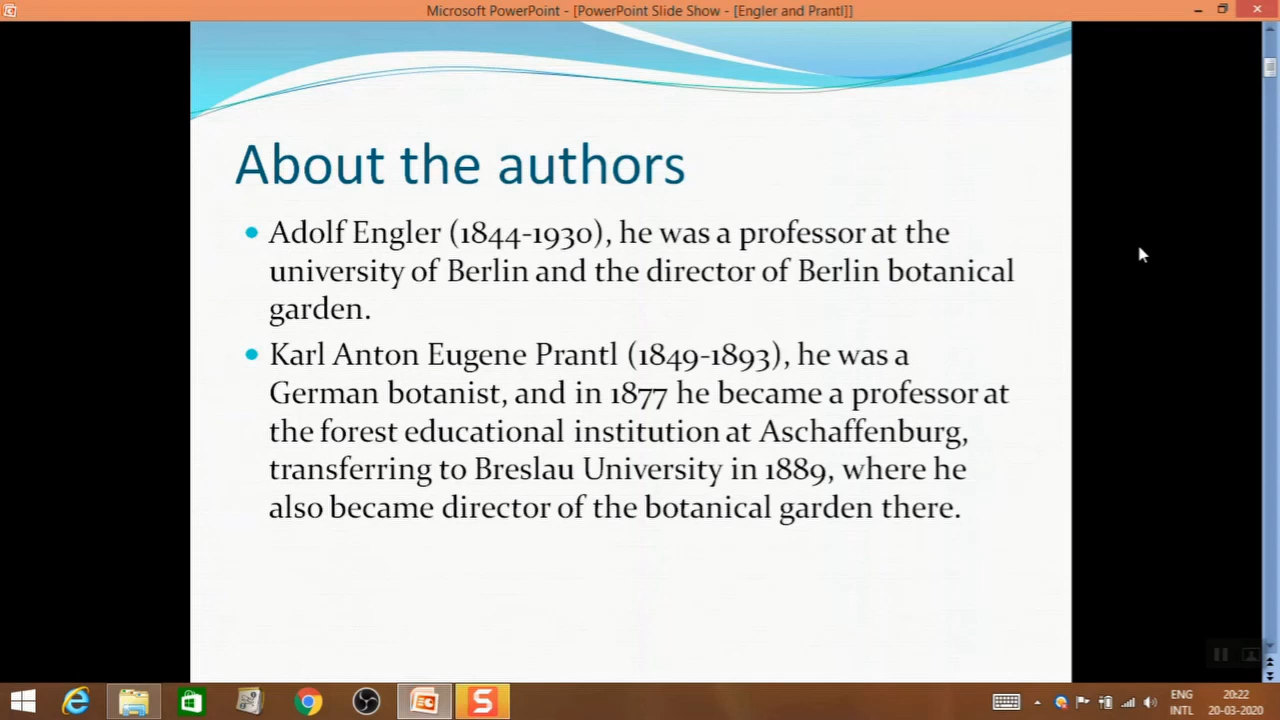 Microsoft PowerPoint - [PowerPoint Slide Show - [Engler and Prantl]]
About the authors
• Adolf Engler (1844-1930), he was a professor at the
university of Berlin and the director of Berlin botanical
garden.
• Karl Anton Eugene Prantl (1849-1893), he was a
German botanist, and in 1877 he became a professor at
the forest educational institution at Aschaffenburg,
transferring to Breslau University in 1889, where he
also became director of the botanical garden there.
ENG 20:22
INTL 20-03-2020